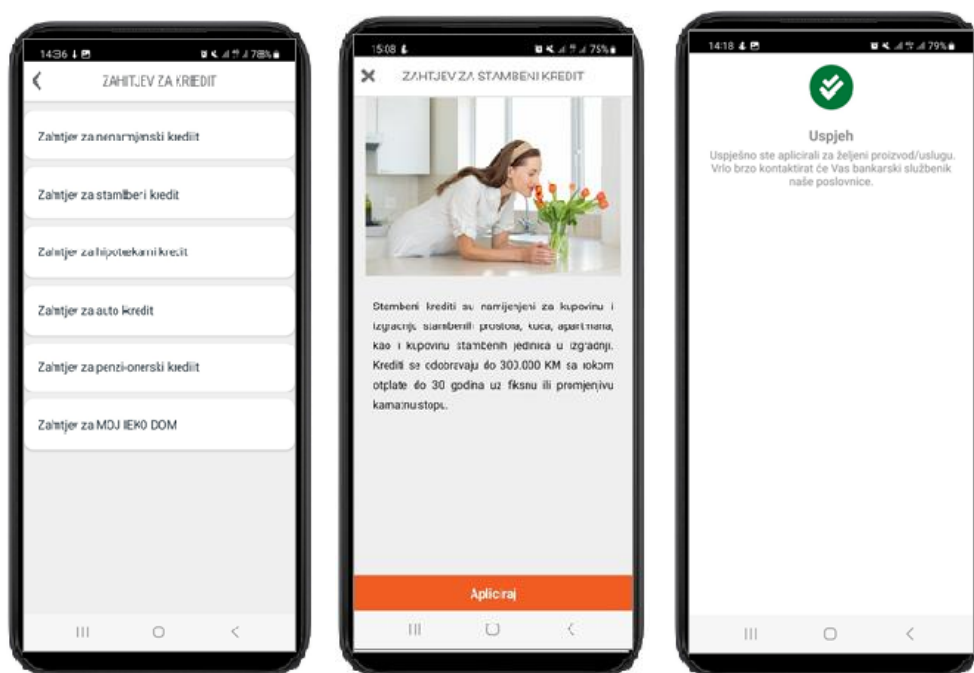 14:36 78%
ZAHTJEV ZA KREDIT
Zahtjev za nenamjenski kredit
Zahtjev za stambeni kredit
Zahtjev za hipotekarni kredit
Zahtjev za auto kredit
Zahtjev za penzionerski kredit
Zahtjev za MOJ EKO DOM
15:08 75%
ZAHTJEV ZA STAMBENI KREDIT
Stambeni krediti su namijenjeni za kupovinu i
izgradnju stambenih prostora, kuća, apartmana,
kao i kupovinu stambenih jedinica u izgradnji.
Krediti se odobravaju do 300.000 KM sa rokom
otplate do 30 godina uz fiksnu ili promjenjivu
kamatnu stopu.
Apliciraj
14:18 79%
Uspjeh
Uspješno ste aplicirali za željeni proizvod/uslugu.
Vrlo brzo kontaktirat će Vas bankarski službenik
naše poslovnice.